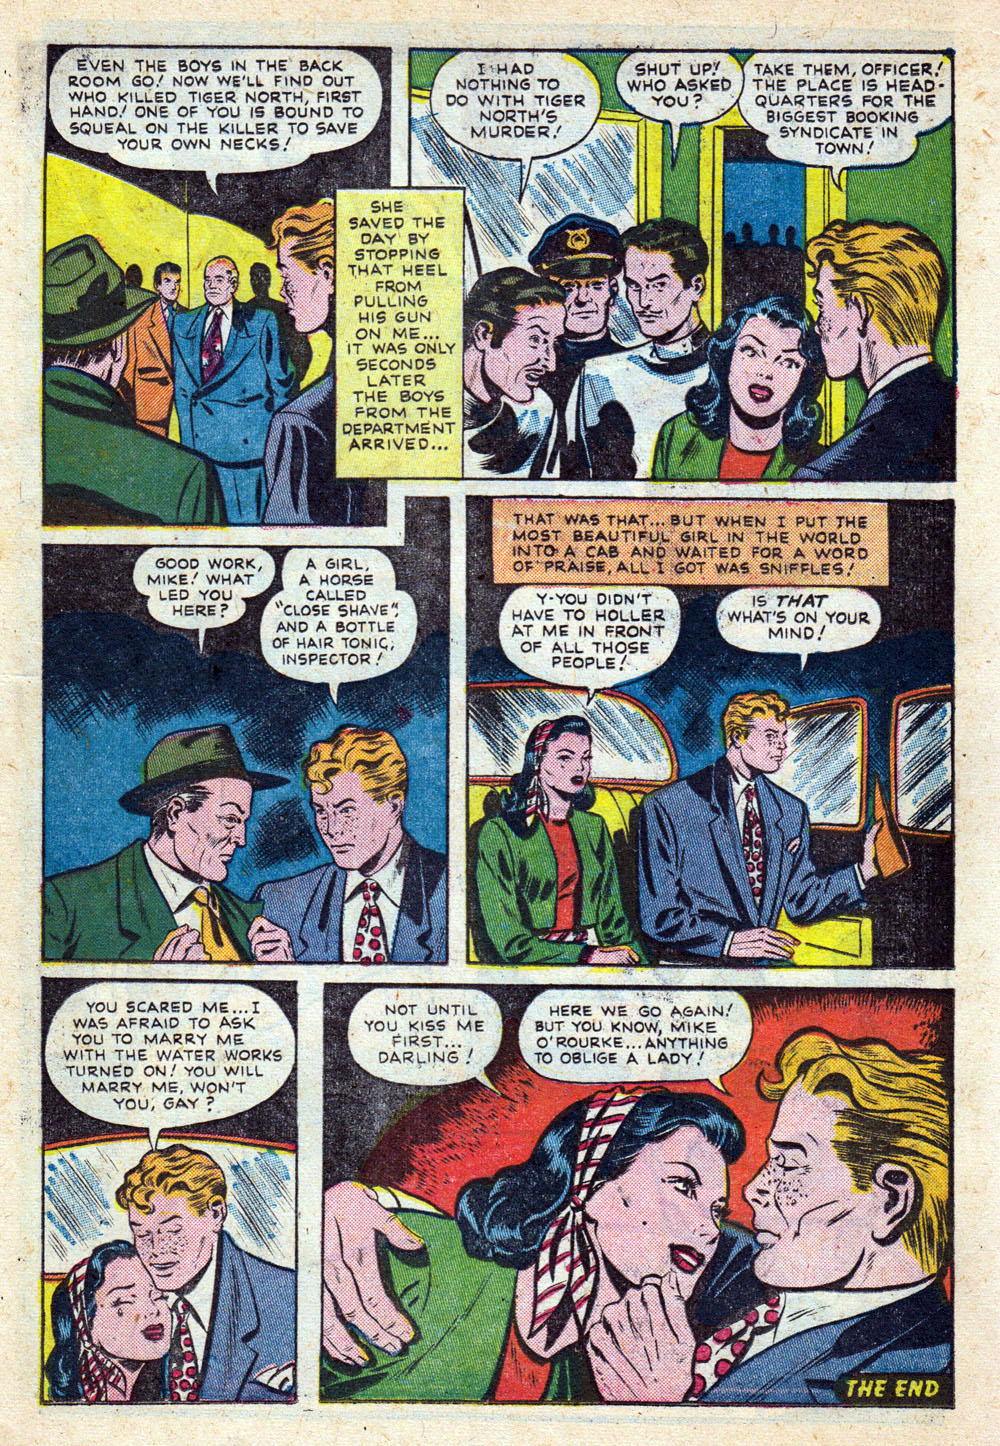 EVEN THE BOYS IN THE BACK
ROOM GO! NOW WE'LL FIND OUT
WHO KILLED TIGER NORTH, FIRST
HAND! ONE OF YOU IS BOUND TO
SQUEAL ON THE KILLER TO SAVE
YOUR OWN NECKS!
SHE
SAVED THE
DAY BY
STOPPING
THAT HEEL
FROM
PULLING
HIS GUN
ON ME...
IT WAS ONLY
SECONDS
LATER
THE BOYS
FROM THE
DEPARTMENT
ARRIVED...
I HAD
NOTHING TO
DO WITH TIGER
NORTH'S
MURDER!
SHUT UP!
WHO ASKED
YOU?
TAKE THEM, OFFICER!
THE PLACE IS HEAD-
QUARTERS FOR THE
BIGGEST BOOKING
SYNDICATE IN
TOWN!
GOOD WORK,
MIKE! WHAT
LED YOU
HERE?
A GIRL,
A HORSE
CALLED
"CLOSE SHAVE",
AND A BOTTLE
OF HAIR TONIC,
INSPECTOR!
THAT WAS THAT... BUT WHEN I PUT THE
MOST BEAUTIFUL GIRL IN THE WORLD
INTO A CAB AND WAITED FOR A WORD
OF PRAISE, ALL I GOT WAS SNIFFLES!
Y-YOU DIDN'T
HAVE TO HOLLER
AT ME IN FRONT
OF ALL THOSE
PEOPLE!
IS THAT
WHAT'S ON YOUR
MIND!
YOU SCARED ME...I
WAS AFRAID TO ASK
YOU TO MARRY ME
WITH THE WATER WORKS
TURNED ON! YOU WILL
MARRY ME, WON'T
YOU, GAY?
NOT UNTIL
YOU KISS ME
FIRST...
DARLING!
HERE WE GO AGAIN!
BUT YOU KNOW, MIKE
O'ROURKE...ANYTHING
TO OBLIGE A LADY!
THE END